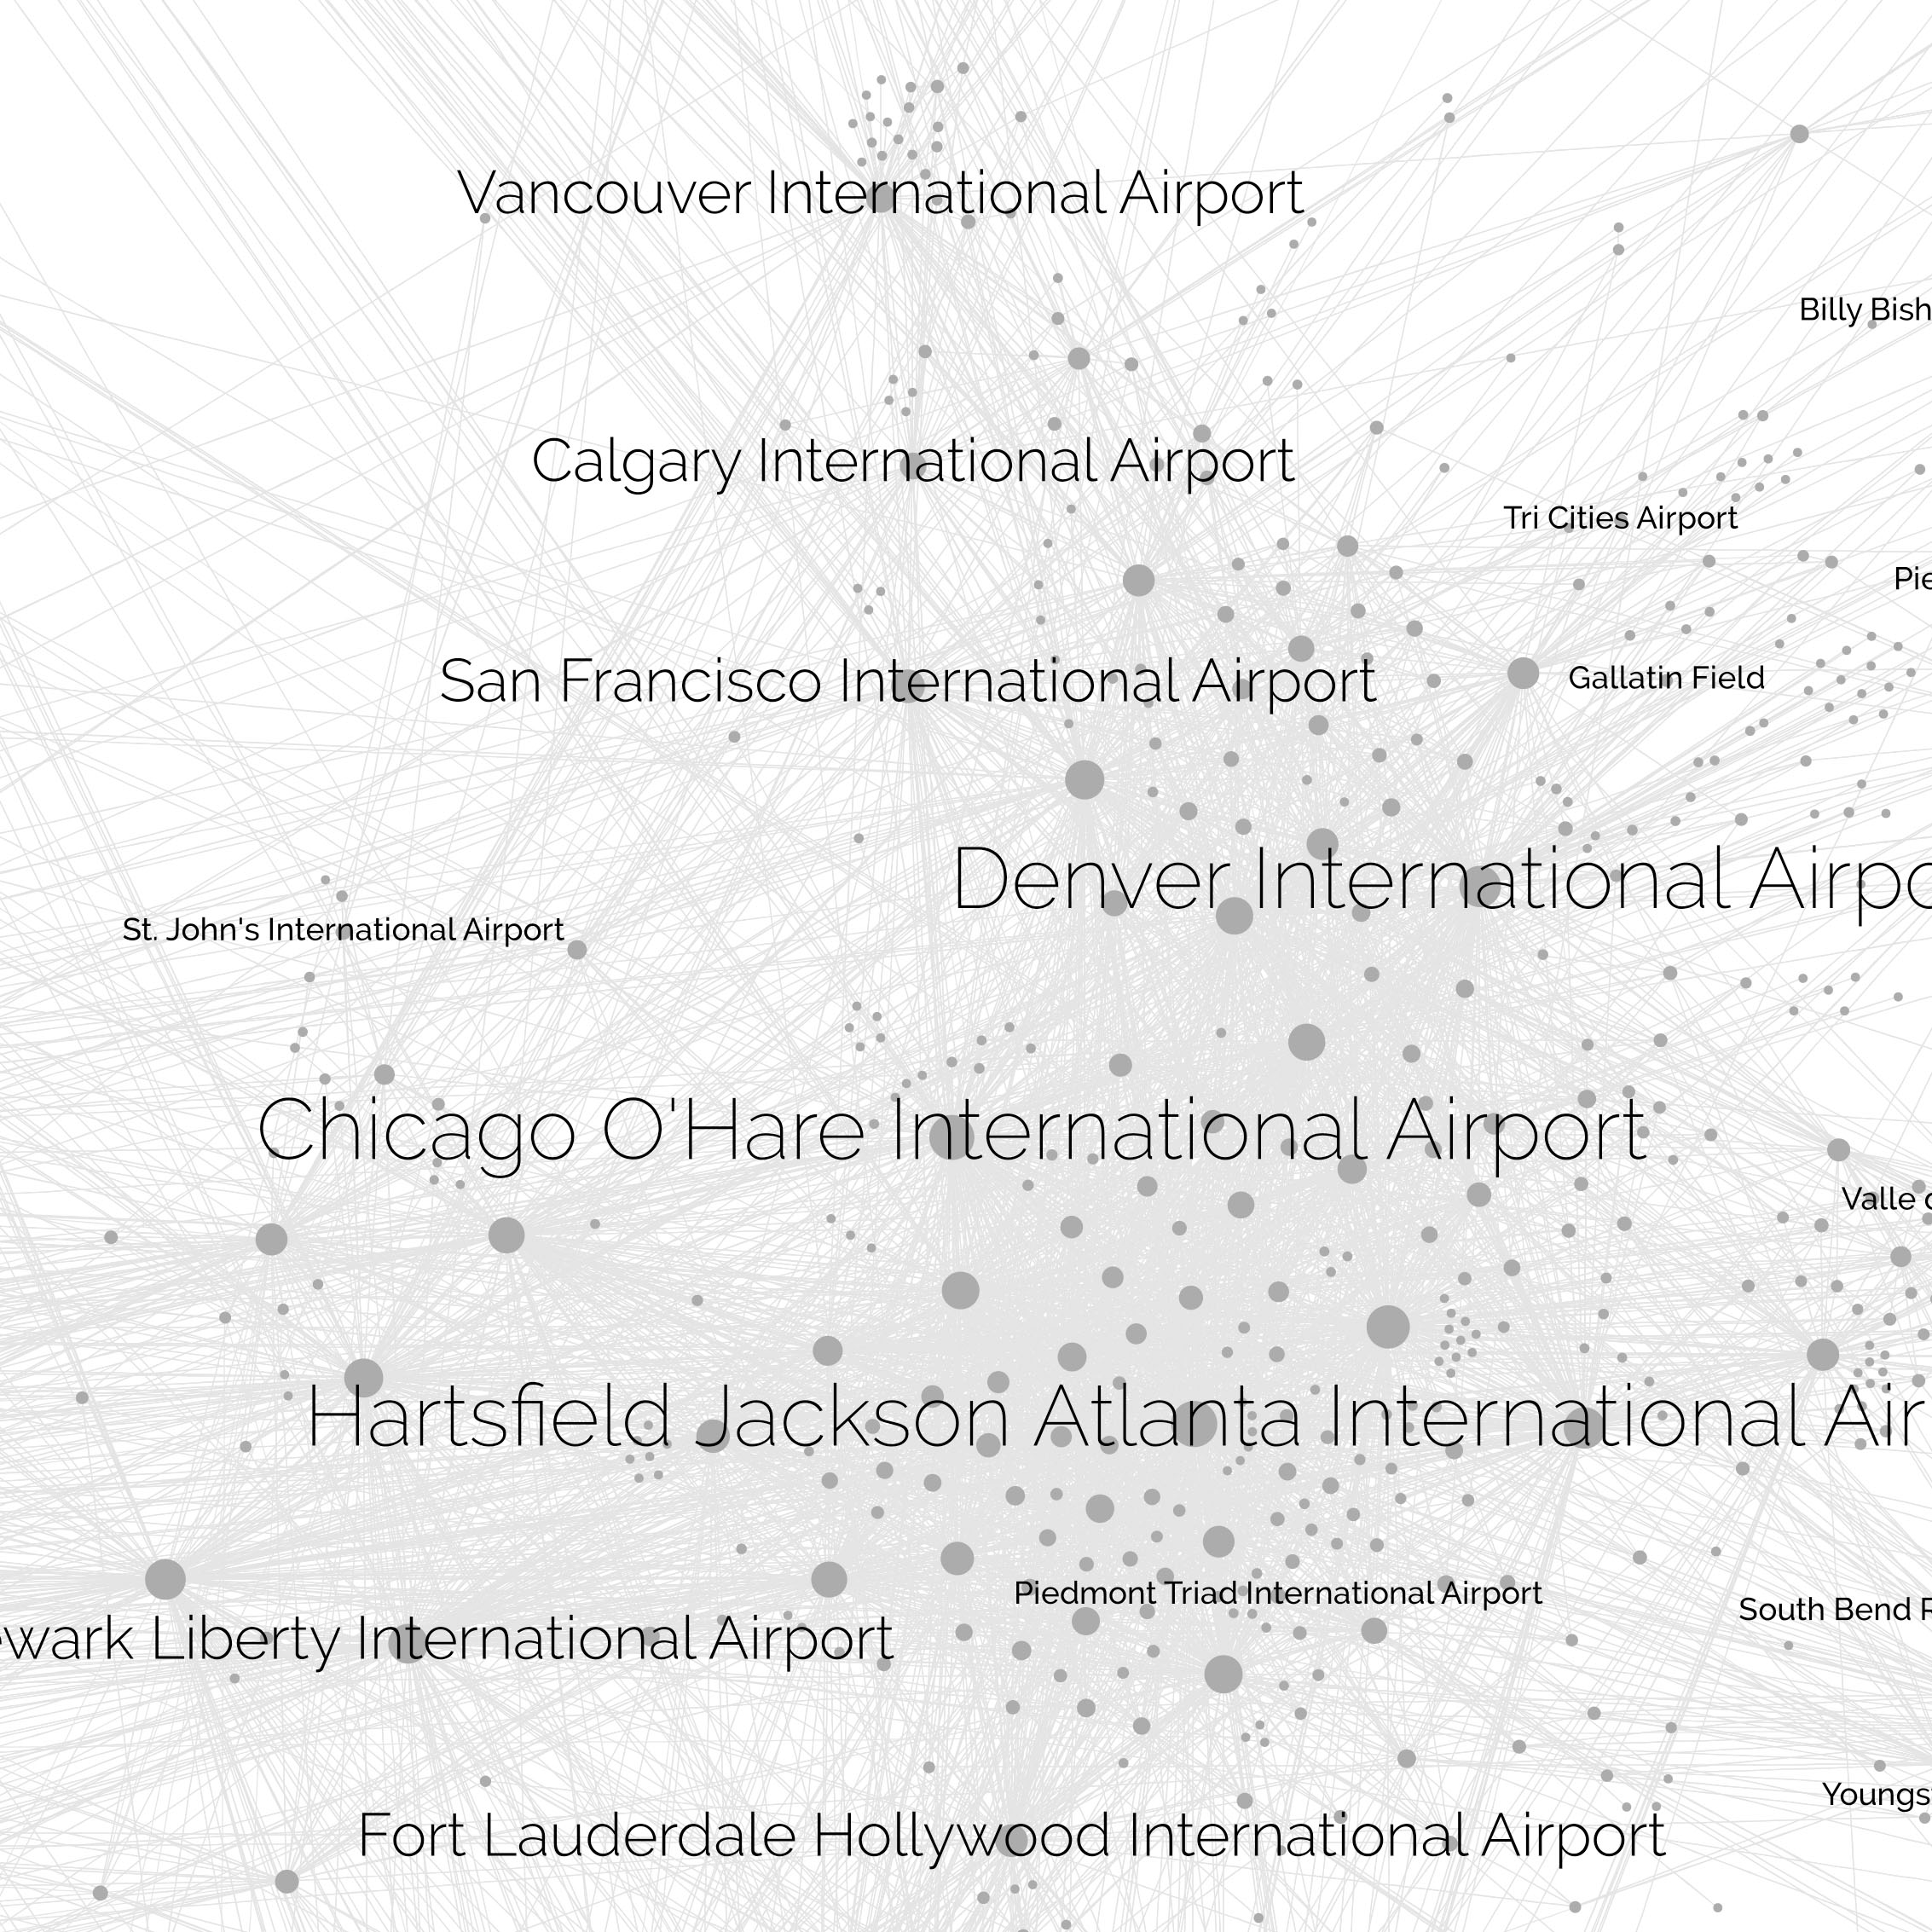 Vancouver International Airport
Billy Bish
Calgary International Airport
Tri Cities Airport
Pie
San Francisco International Airport
Gallatin Field
Denver International Airpo
St. John's International Airport
Chicago O'Hare International Airport
Valle
Hartsfield Jackson Atlanta International Air
Piedmont Triad International Airport
South Bend R
ewark Liberty International Airport
Youngs
Fort Lauderdale Hollywood International Airport